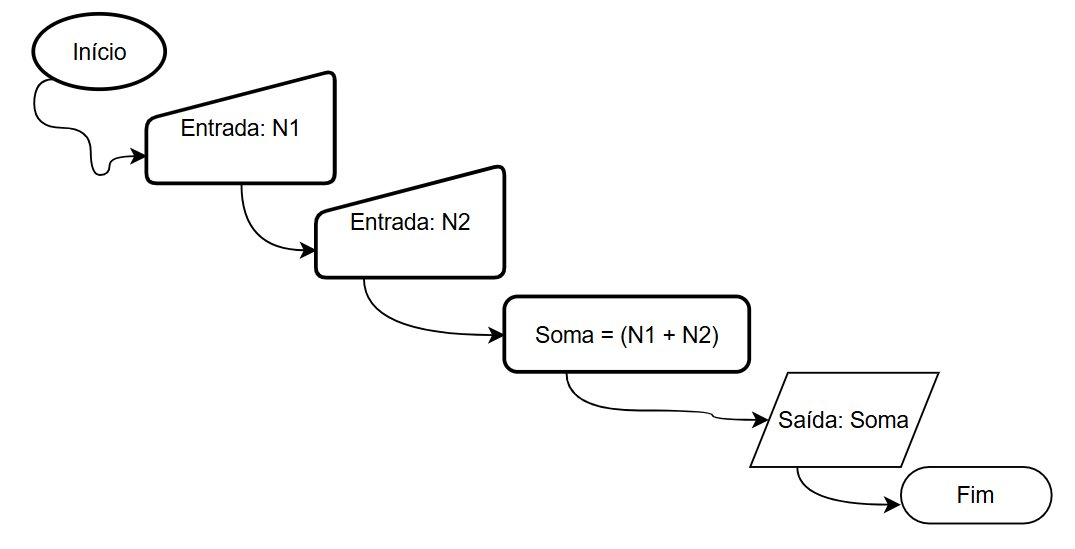 Início
Entrada: N1
Entrada: N2
Soma = (N1 + N2)
Saída: Soma
Fim